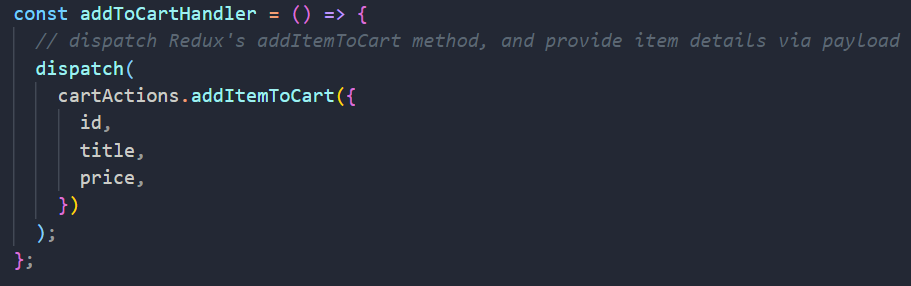 const addToCartHandler = () => {
// dispatch Redux's addItemToCart method, and provide item details via payload
dispatch(
cartActions.addItemToCart({
id,
title,
price,
})
);
};